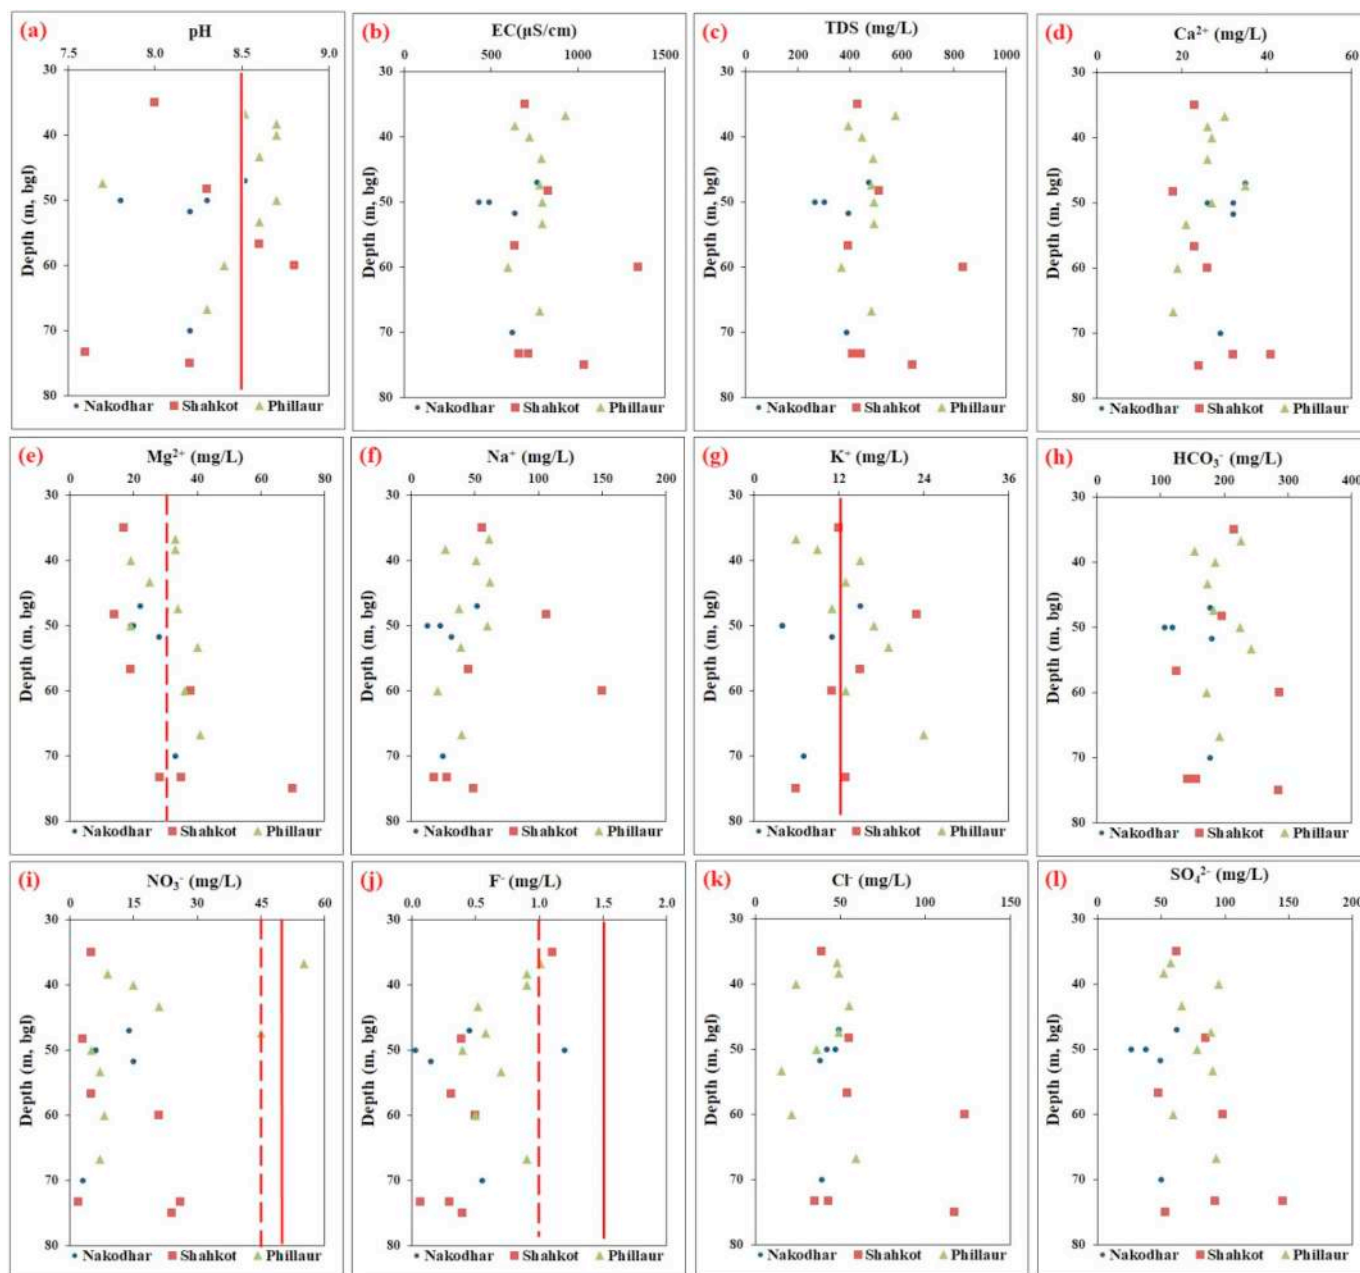 (a)
pH
7.5 8.0 8.5 9.0
Depth (m, bgl)
30
40
50
60
70
80
Nakodhar Shahkot Phillaur
(b)
EC(µS/cm)
0 500 1000 1500
Depth (m, bgl)
30
40
50
60
70
80
Nakodhar Shahkot Phillaur
(c)
TDS (mg/L)
0 200 400 600 800 1000
Depth (m, bgl)
30
40
50
60
70
80
Nakodhar Shahkot Phillaur
(d)
Ca²⁺ (mg/L)
0 20 40 60
Depth (m, bgl)
30
40
50
60
70
80
Nakodhar Shahkot Phillaur
(e)
Mg²⁺ (mg/L)
0 20 40 60 80
Depth (m, bgl)
30
40
50
60
70
80
Nakodhar Shahkot Phillaur
(f)
Na⁺ (mg/L)
0 50 100 150 200
Depth (m, bgl)
30
40
50
60
70
80
Nakodhar Shahkot Phillaur
(g)
K⁺ (mg/L)
0 12 24 36
Depth (m, bgl)
30
40
50
60
70
80
Nakodhar Shahkot Phillaur
(h)
HCO₃⁻ (mg/L)
0 100 200 300 400
Depth (m, bgl)
30
40
50
60
70
80
Nakodhar Shahkot Phillaur
(i)
NO₃⁻ (mg/L)
0 15 30 45 60
Depth (m, bgl)
30
40
50
60
70
80
Nakodhar Shahkot Phillaur
(j)
F⁻ (mg/L)
0.0 0.5 1.0 1.5 2.0
Depth (m, bgl)
30
40
50
60
70
80
Nakodhar Shahkot Phillaur
(k)
Cl⁻ (mg/L)
0 50 100 150
Depth (m, bgl)
30
40
50
60
70
80
Nakodhar Shahkot Phillaur
(l)
SO₄²⁻ (mg/L)
0 50 100 150 200
Depth (m, bgl)
30
40
50
60
70
80
Nakodhar Shahkot Phillaur